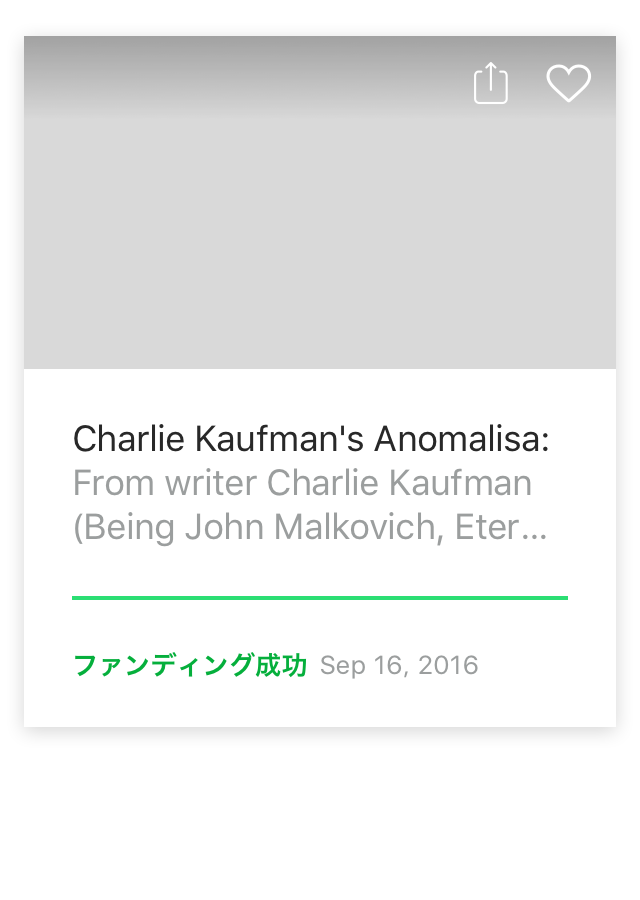 Charlie Kaufman's Anomalisa:
From writer Charlie Kaufman
(Being John Malkovich, Eter...
ファンディング成功 Sep 16, 2016